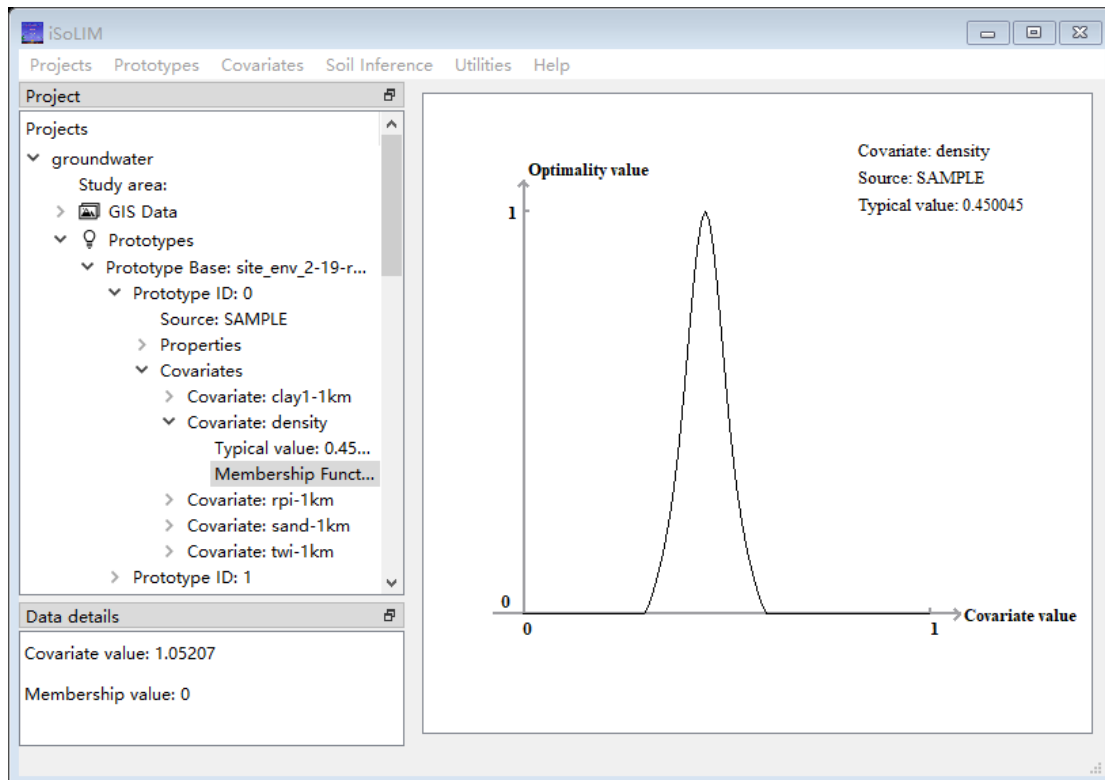 iSoLIM
Projects Prototypes Covariates Soil Inference Utilities Help
Project
Projects
groundwater
Study area:
GIS Data
Prototypes
Prototype Base: site_env_2-19-r...
Prototype ID: 0
Source: SAMPLE
Properties
Covariates
Covariate: clay1-1km
Covariate: density
Typical value: 0.45...
Membership Funct...
Covariate: rpi-1km
Covariate: sand-1km
Covariate: twi-1km
Prototype ID: 1
Data details
Covariate value: 1.05207
Membership value: 0
Covariate: density
Source: SAMPLE
Typical value: 0.450045
Optimality value
1
0
0
1
Covariate value